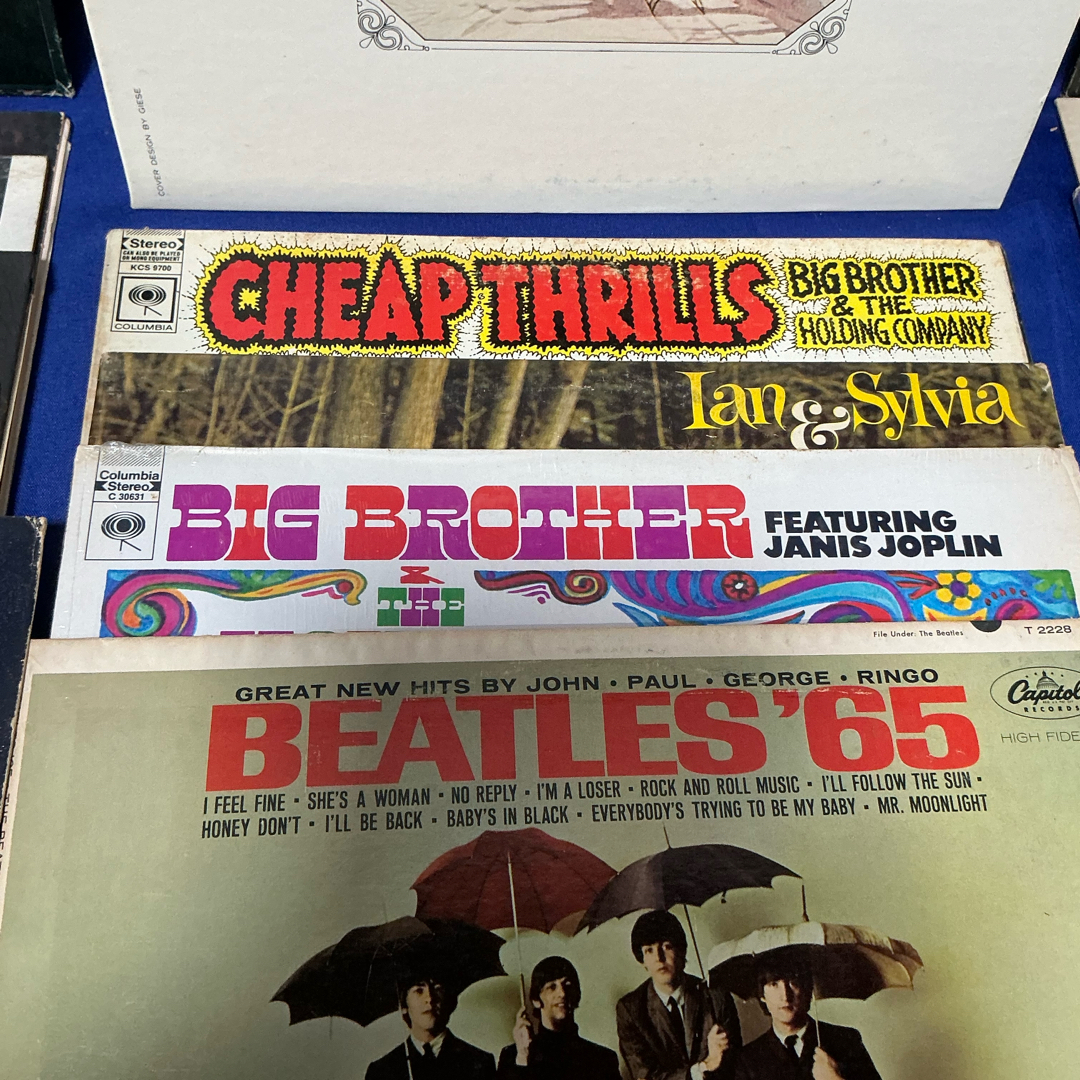 COVER DESIGN BY GIESE
Stereo
CAN ALSO BE PLAYED
ON MONO EQUIPMENT
KCS 9700
COLUMBIA
CHEAP THRILLS
BIG BROTHER
& THE
HOLDING COMPANY
Ian & Sylvia
Columbia
Stereo
C 30631
BIG BROTHER
FEATURING
JANIS JOPLIN
&
THE
File Under: The Beatles
T 2228
GREAT NEW HITS BY JOHN • PAUL • GEORGE • RINGO
BEATLES '65
Capitol
RECORDS
HIGH FIDE
I FEEL FINE • SHE'S A WOMAN • NO REPLY • I'M A LOSER • ROCK AND ROLL MUSIC • I'LL FOLLOW THE SUN •
HONEY DON'T • I'LL BE BACK • BABY'S IN BLACK • EVERYBODY'S TRYING TO BE MY BABY • MR. MOONLIGHT